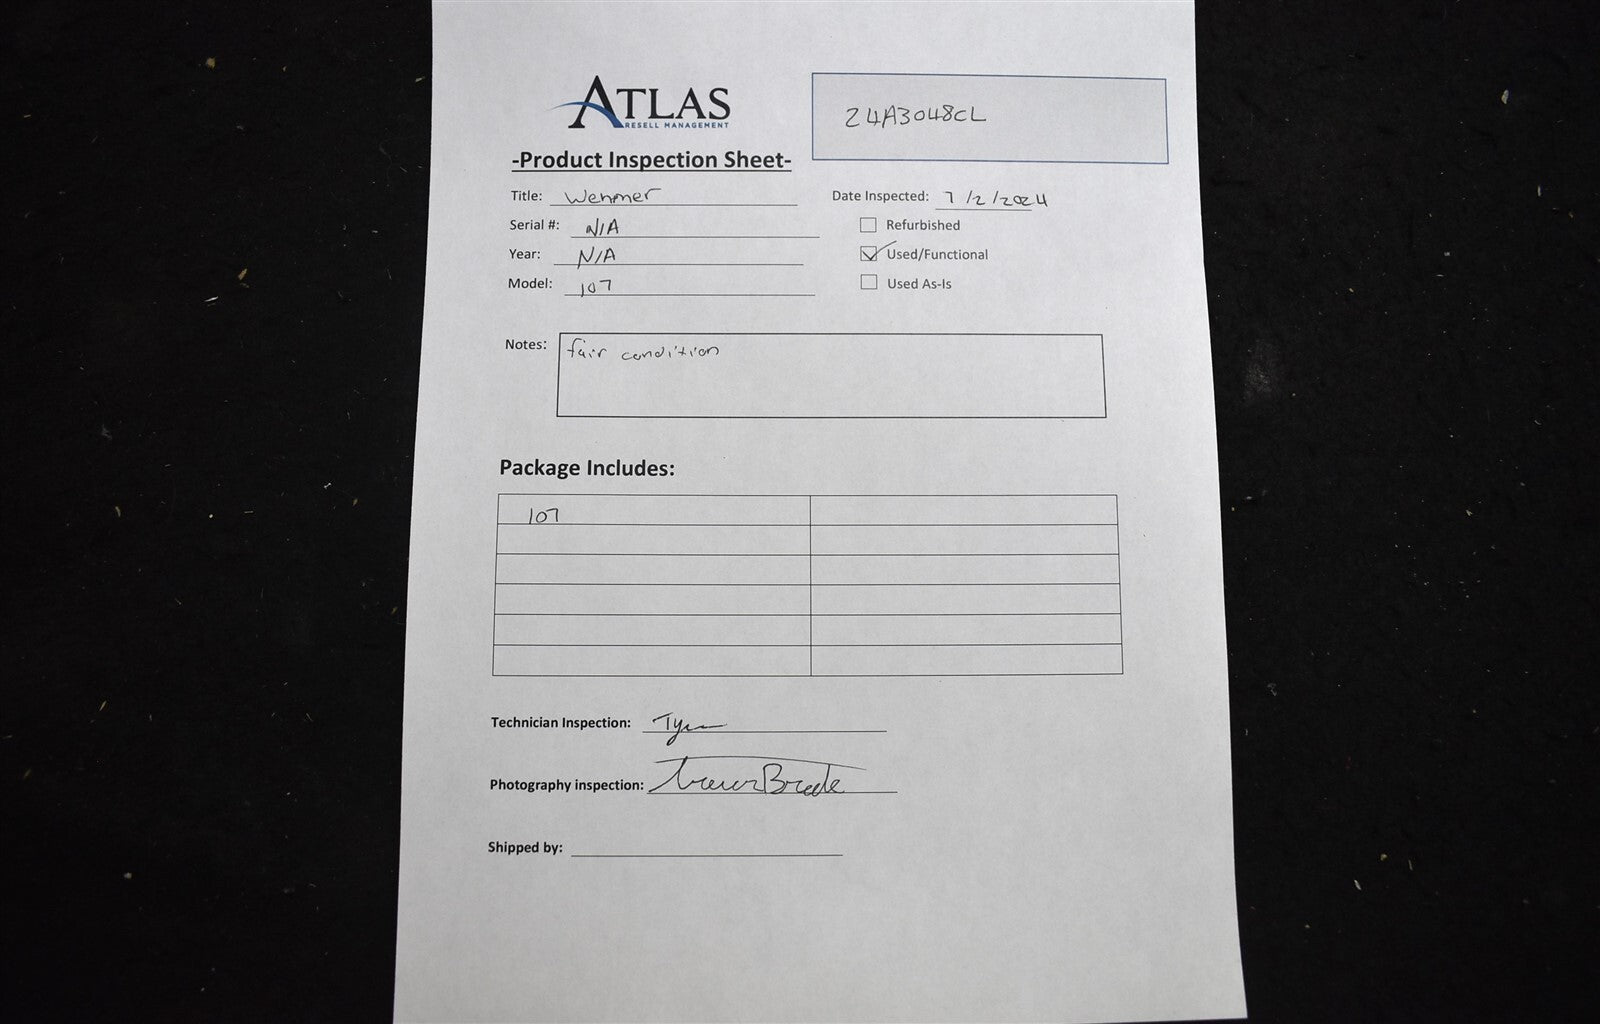 ATLAS
RESELL MANAGEMENT
24A3048CL
-Product Inspection Sheet-
Title: Wenmer
Date Inspected: 7/2/2024
Serial #: N/A
Refurbished
Year: N/A
Used/Functional
Model: 107
Used As-Is
Notes: fair condition
Package Includes:
107
Technician Inspection:
Photography inspection:
Shipped by: